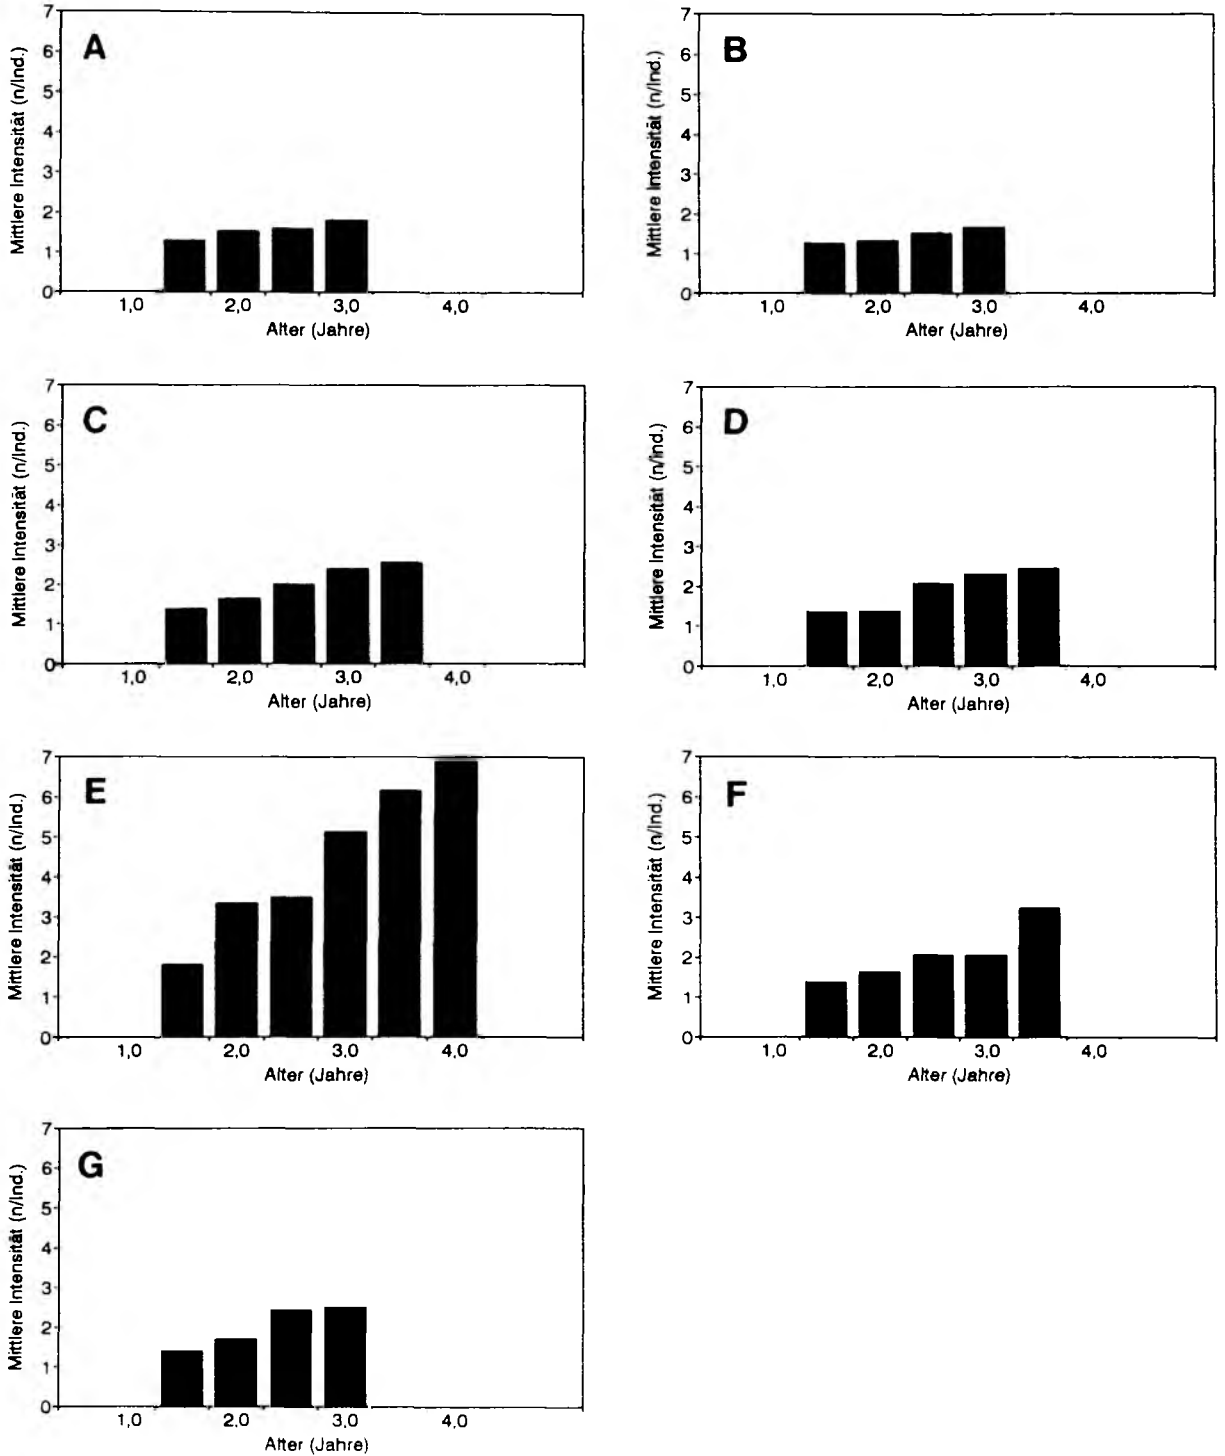 A
Mittlere Intensität (n/Ind.)
7
6
5
4
3
2
1
0
1,0 2,0 3,0 4,0
Alter (Jahre)
B
Mittlere Intensität (n/Ind.)
7
6
5
4
3
2
1
0
1,0 2,0 3,0 4,0
Alter (Jahre)
C
Mittlere Intensität (n/Ind.)
7
6
5
4
3
2
1
0
1,0 2,0 3,0 4,0
Alter (Jahre)
D
Mittlere Intensität (n/Ind.)
7
6
5
4
3
2
1
0
1,0 2,0 3,0 4,0
Alter (Jahre)
E
Mittlere Intensität (n/Ind.)
7
6
5
4
3
2
1
0
1,0 2,0 3,0 4,0
Alter (Jahre)
F
Mittlere Intensität (n/Ind.)
7
6
5
4
3
2
1
0
1,0 2,0 3,0 4,0
Alter (Jahre)
G
Mittlere Intensität (n/Ind.)
7
6
5
4
3
2
1
0
1,0 2,0 3,0 4,0
Alter (Jahre)